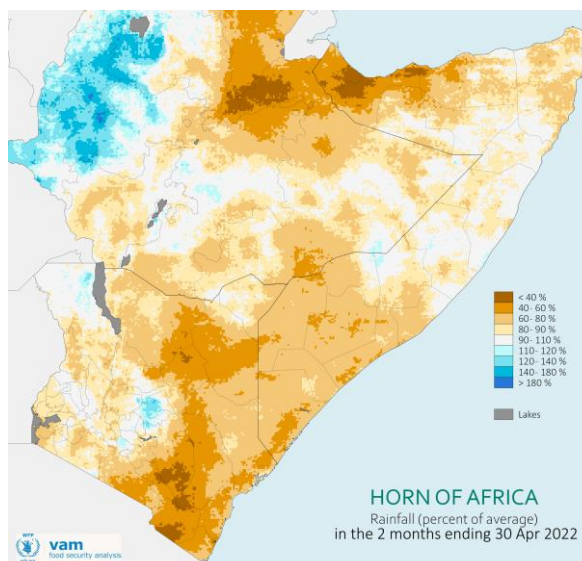 < 40 %
40- 60 %
60- 80 %
80- 90 %
90- 110 %
110- 120 %
120- 140 %
140- 180 %
> 180 %
Lakes
HORN OF AFRICA
Rainfall (percent of average)
in the 2 months ending 30 Apr 2022
WFP
vam
food security analysis